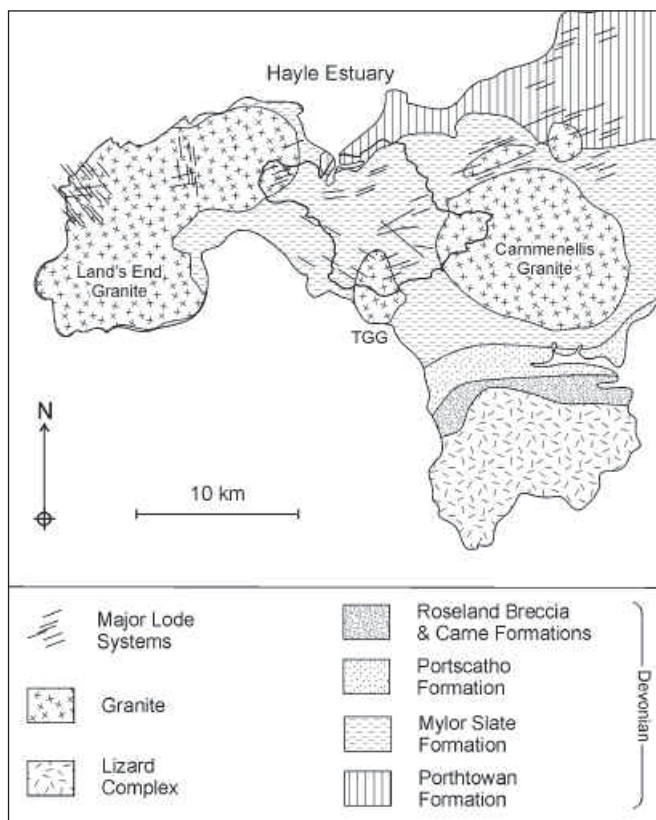 Hayle Estuary
Land's End
Granite
Carnmenellis
Granite
TGG
N
10 km
Major Lode
Systems
Granite
Lizard
Complex
Roseland Breccia
& Carne Formations
Portscatho
Formation
Mylor Slate
Formation
Porthtowan
Formation
Devonian